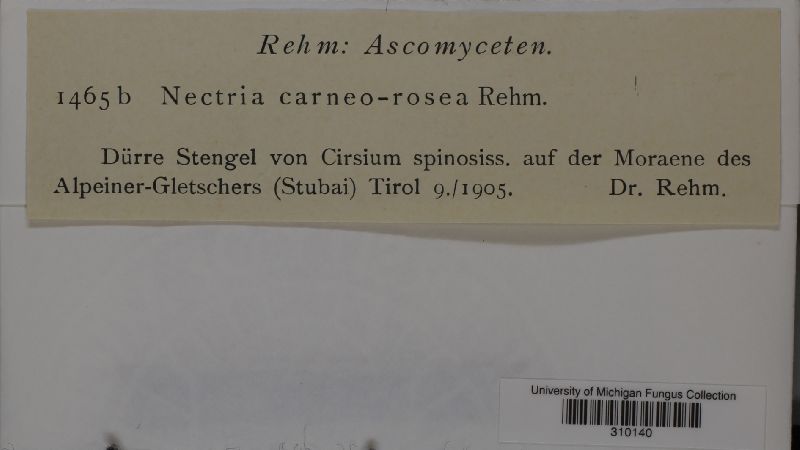 Rehm: Ascomyceten.
1465 b Nectria carneo-rosea Rehm.
Dürre Stengel von Cirsium spinosiss. auf der Moraene des
Alpeiner-Gletschers (Stubai) Tirol 9./1905. Dr. Rehm.
University of Michigan Fungus Collection
310140